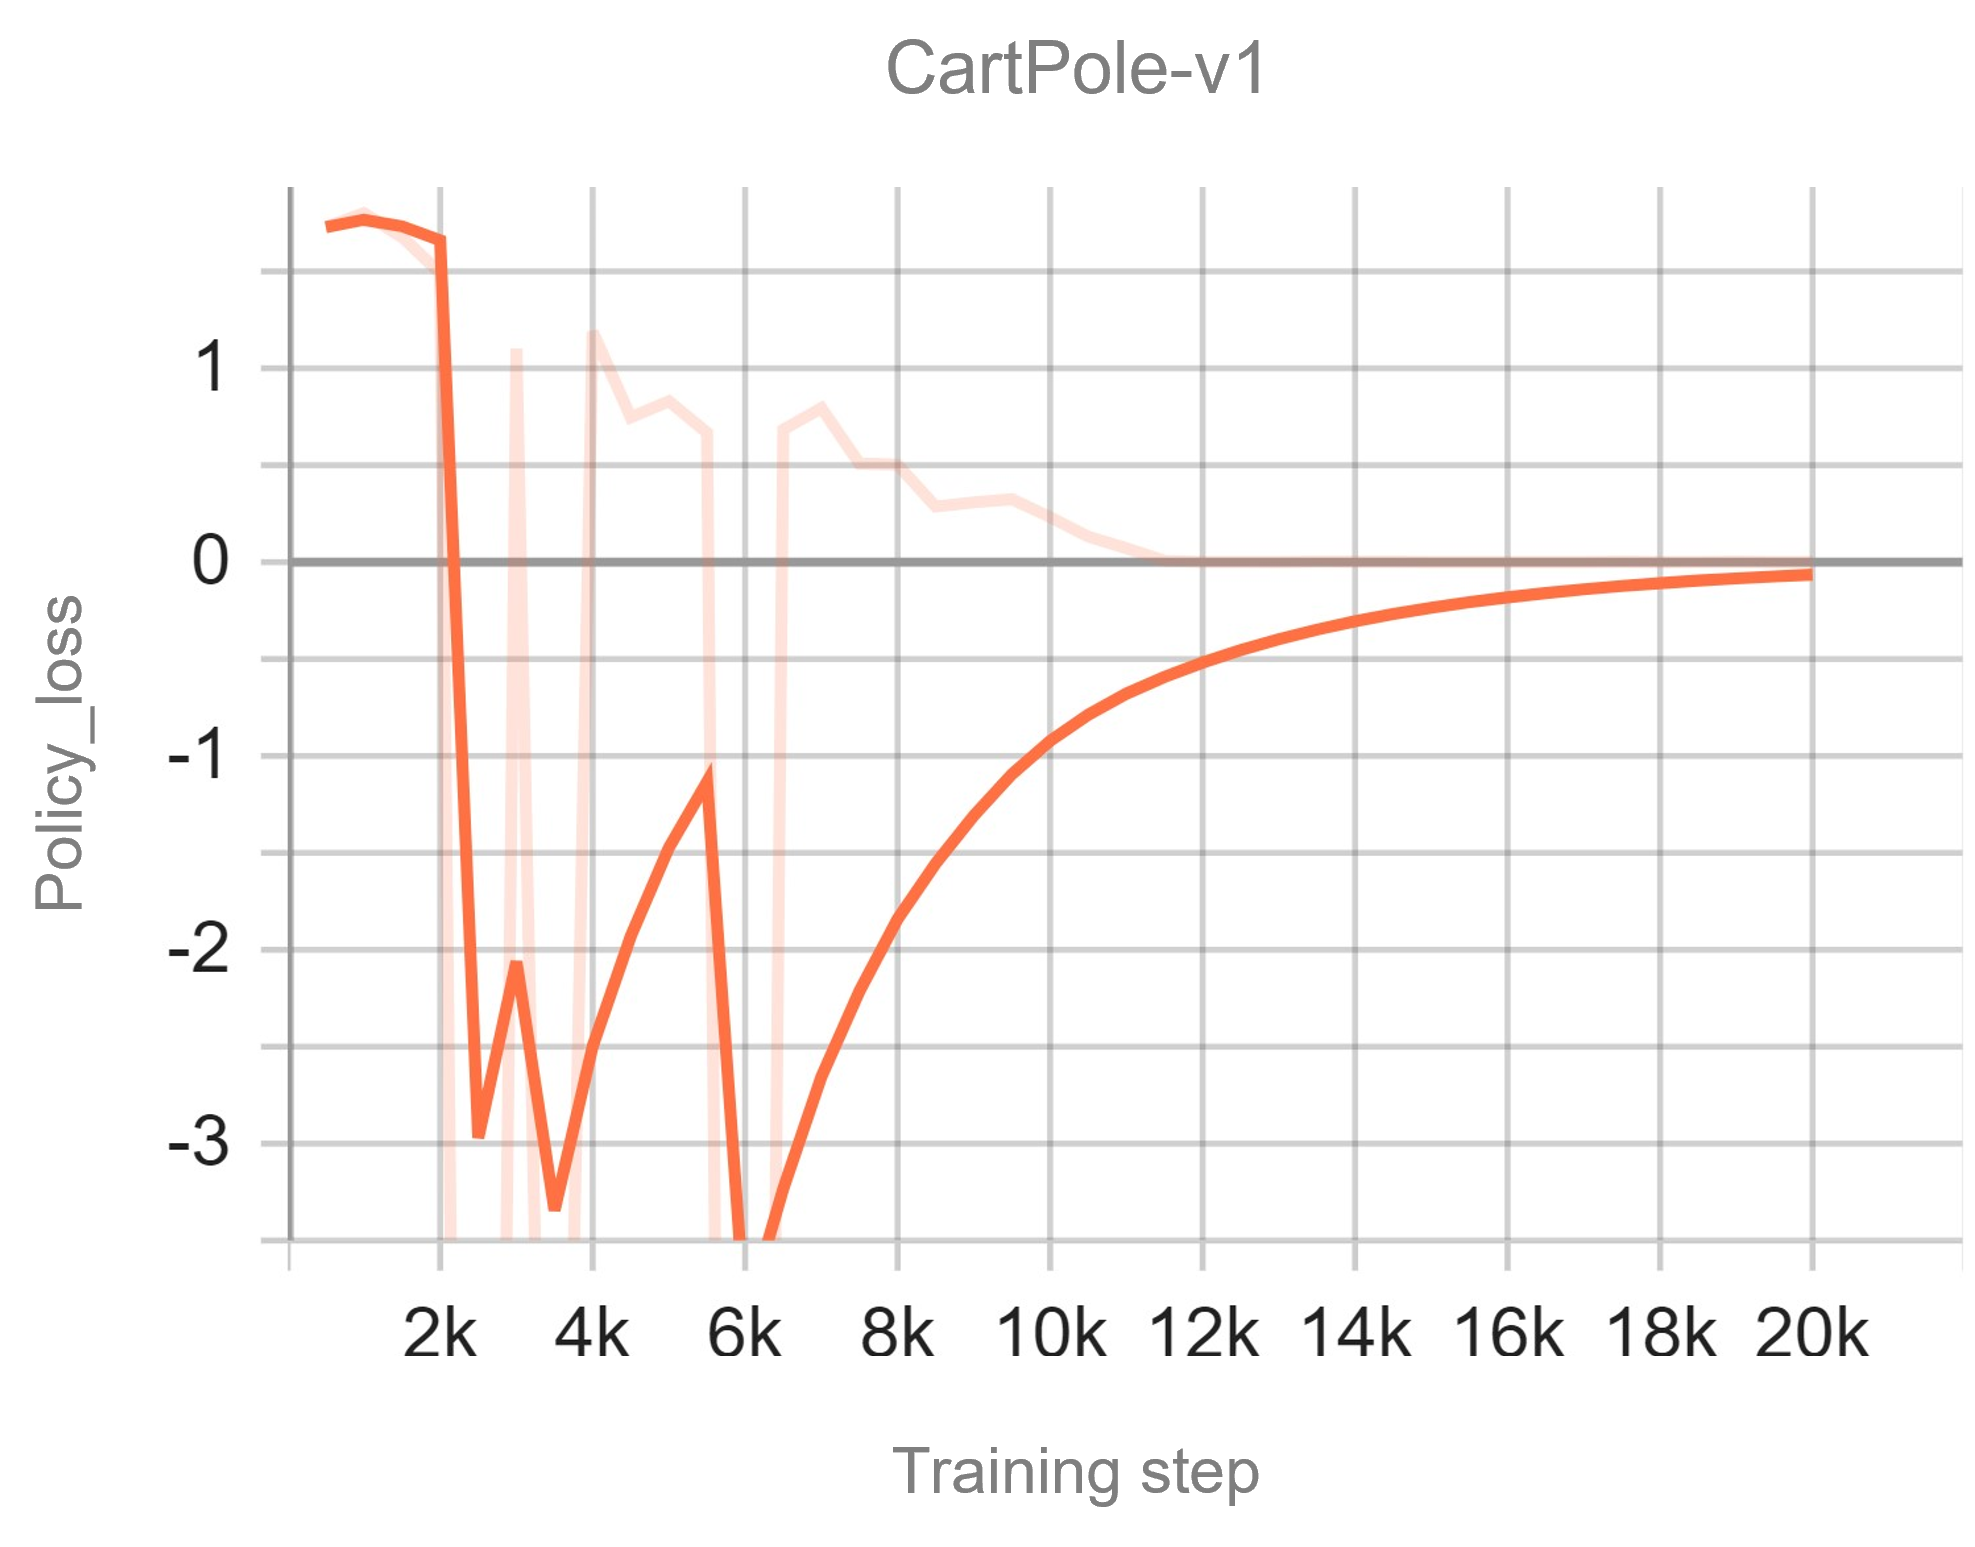 CartPole-v1
Policy_loss
1
0
-1
-2
-3
2k 4k 6k 8k 10k 12k 14k 16k 18k 20k
Training step